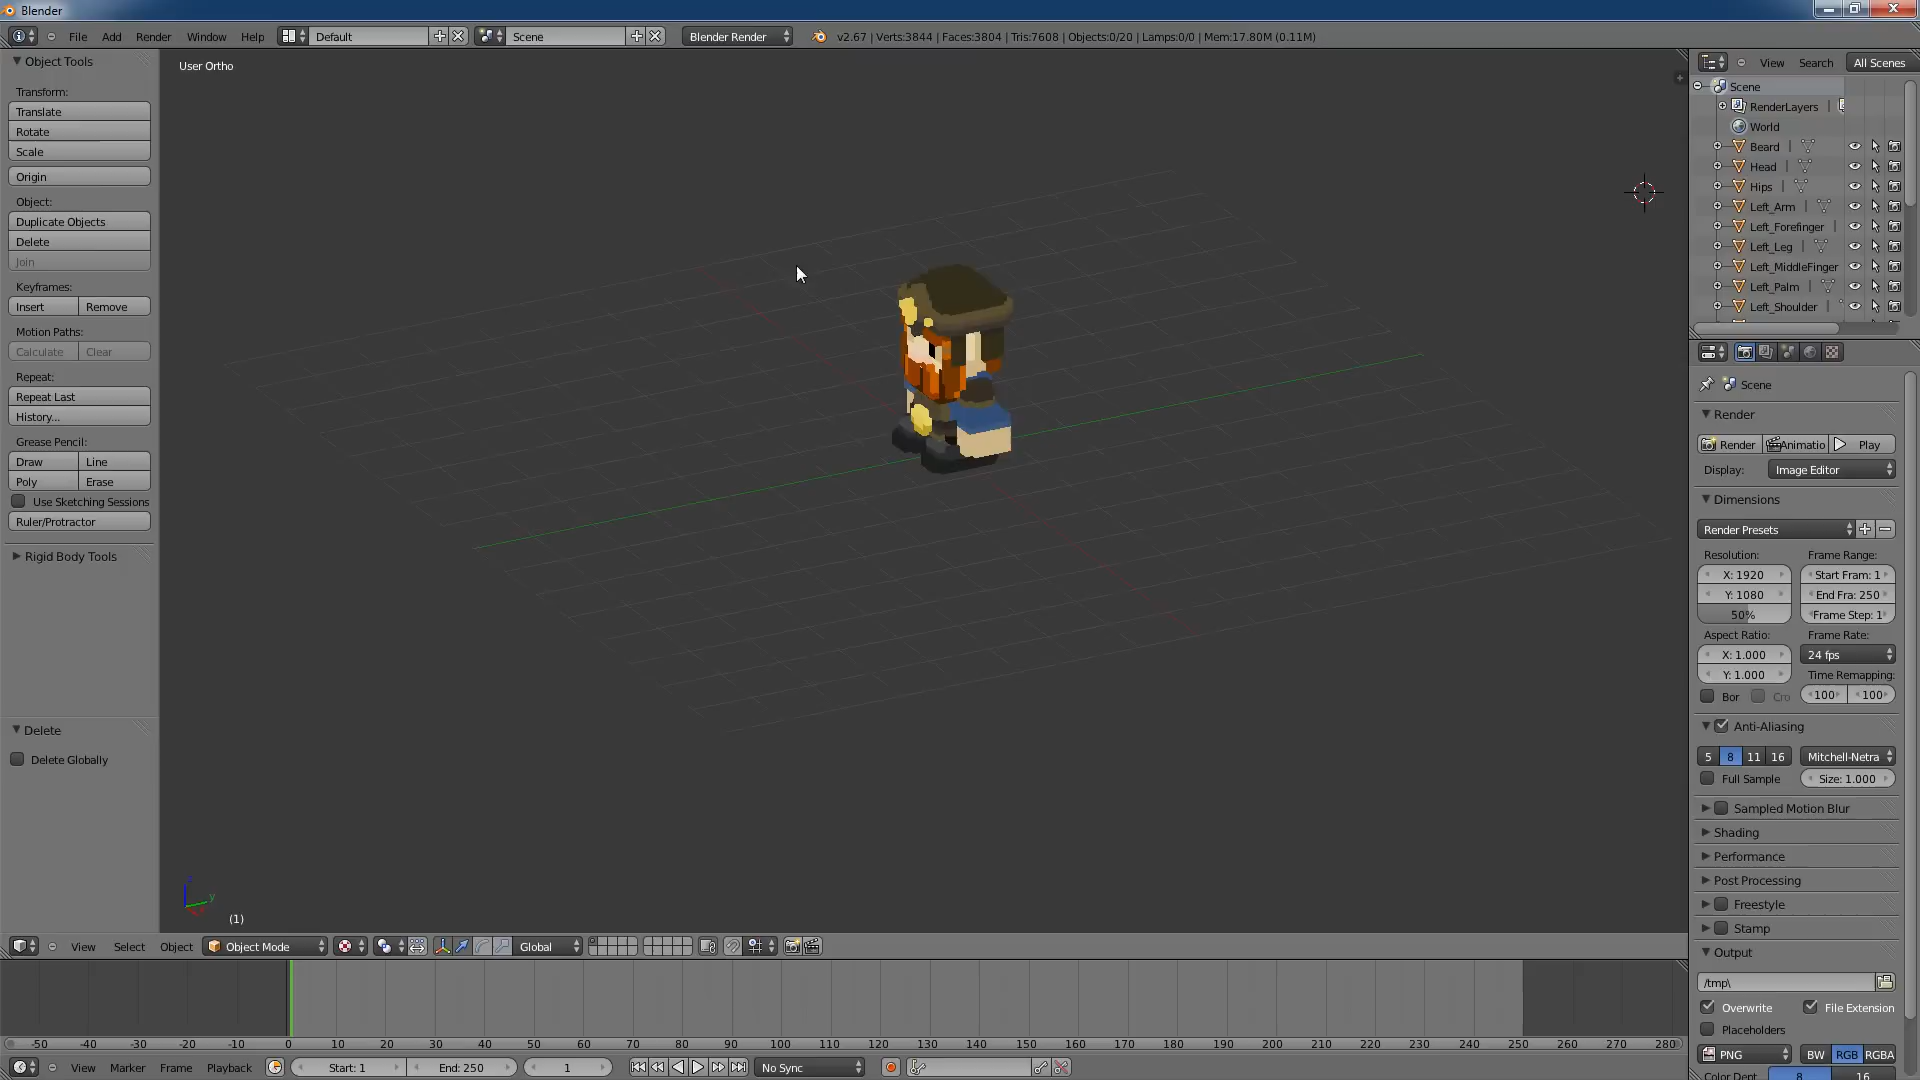 Blender
File Add Render Window Help Default Scene Blender Render v2.67 | Verts:3844 | Faces:3804 | Tris:7608 | Objects:0/20 | Lamps:0/0 | Mem:17.80M (0.11M)
Object Tools
Transform:
Translate
Rotate
Scale
Origin
Object:
Duplicate Objects
Delete
Join
Keyframes:
Insert Remove
Motion Paths:
Calculate Clear
Repeat:
Repeat Last
History...
Grease Pencil:
Draw Line
Poly Erase
Use Sketching Sessions
Ruler/Protractor
Rigid Body Tools
Delete
Delete Globally
User Ortho
z
y
(1)
View Select Object Object Mode Global
-50 -40 -30 -20 -10 0 10 20 30 40 50 60 70 80 90 100 110 120 130 140 150 160 170 180 190 200 210 220 230 240 250 260 270 280
View Marker Frame Playback Start: 1 End: 250 1 No Sync
View Search All Scenes
Scene
RenderLayers |
World
Beard |
Head |
Hips |
Left_Arm |
Left_Forefinger |
Left_Leg |
Left_MiddleFinger
Left_Palm |
Left_Shoulder |
Scene
Render
Render Animatio Play
Display: Image Editor
Dimensions
Render Presets
Resolution: Frame Range:
X: 1920 Start Fram: 1
Y: 1080 End Fra: 250
50% Frame Step: 1
Aspect Ratio: Frame Rate:
X: 1.000 24 fps
Y: 1.000 Time Remapping:
Bor Cro 100 100
Anti-Aliasing
5 8 11 16 Mitchell-Netra
Full Sample Size: 1.000
Sampled Motion Blur
Shading
Performance
Post Processing
Freestyle
Stamp
Output
/tmp\
Overwrite File Extension
Placeholders
PNG BW RGB RGBA
Color Dept 8 16